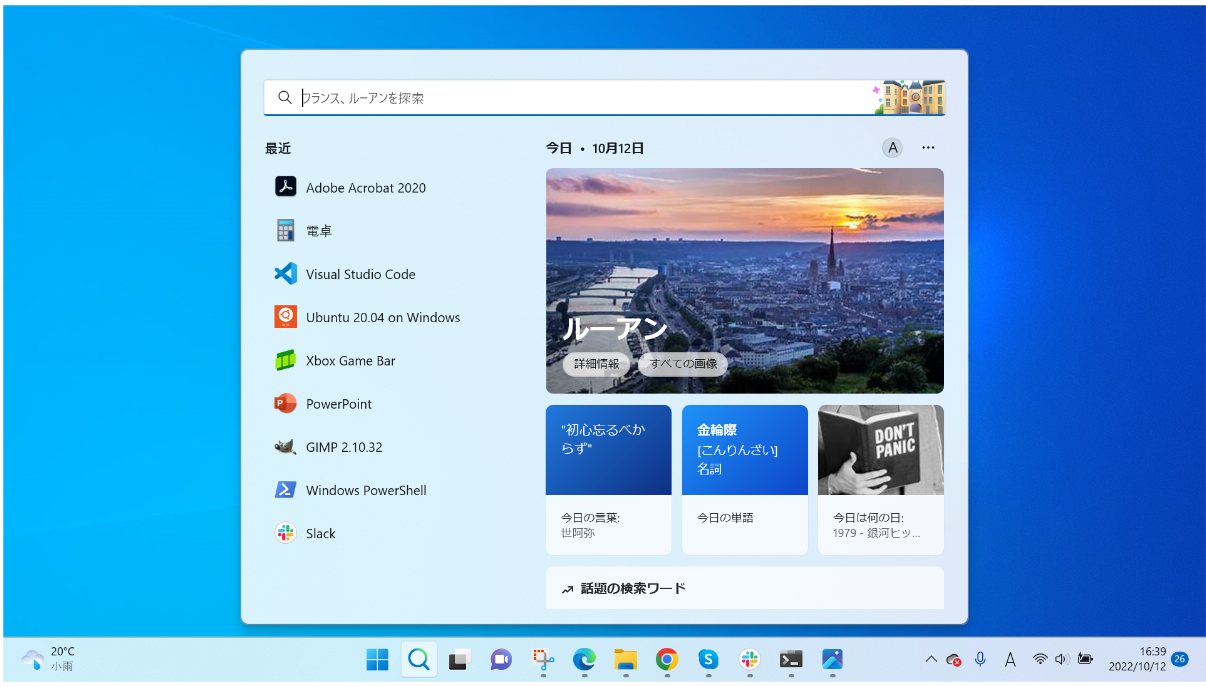 フランス、ルーアンを探索
最近
Adobe Acrobat 2020
電卓
Visual Studio Code
Ubuntu 20.04 on Windows
Xbox Game Bar
PowerPoint
GIMP 2.10.32
Windows PowerShell
Slack
今日 • 10月12日
A
ルーアン
詳細情報
すべての画像
"初心忘るべか
らず"
今日の言葉:
世阿弥
金輪際
[こんりんざい]
名詞
今日の単語
DON'T
PANIC
今日は何の日:
1979 - 銀河ヒッ...
話題の検索ワード
20°C
小雨
A
16:39
2022/10/12
26